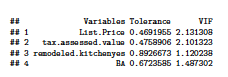 ## Variables Tolerance VIF
## 1 List.Price 0.4691955 2.131308
## 2 tax.assessed.value 0.4758906 2.101323
## 3 remodeled.kitchenyes 0.8926673 1.120238
## 4 BA 0.6723585 1.487302